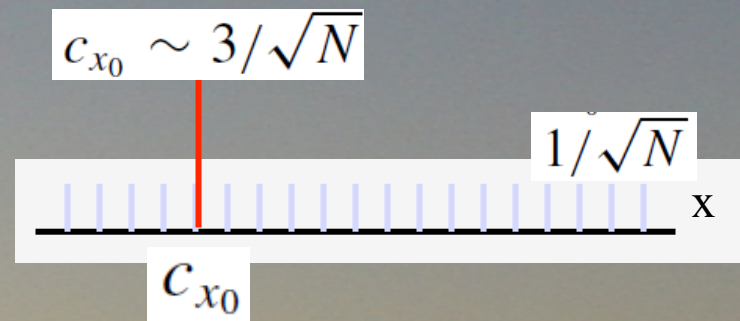 c_{x_0} ~ 3/√N
1/√N
x
c_{x_0}